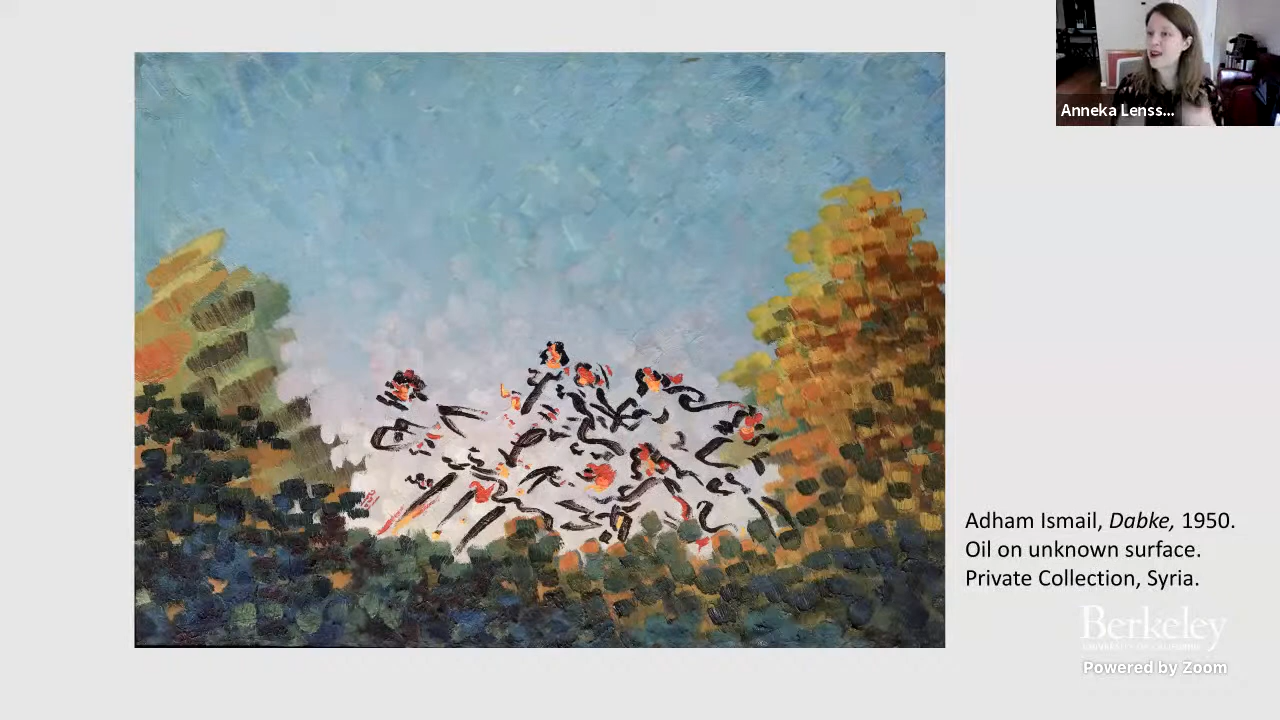 Anneka Lenss...
Adham Ismail, Dabke, 1950.
Oil on unknown surface.
Private Collection, Syria.
Berkeley
UNIVERSITY OF CALIFORNIA
Powered by Zoom